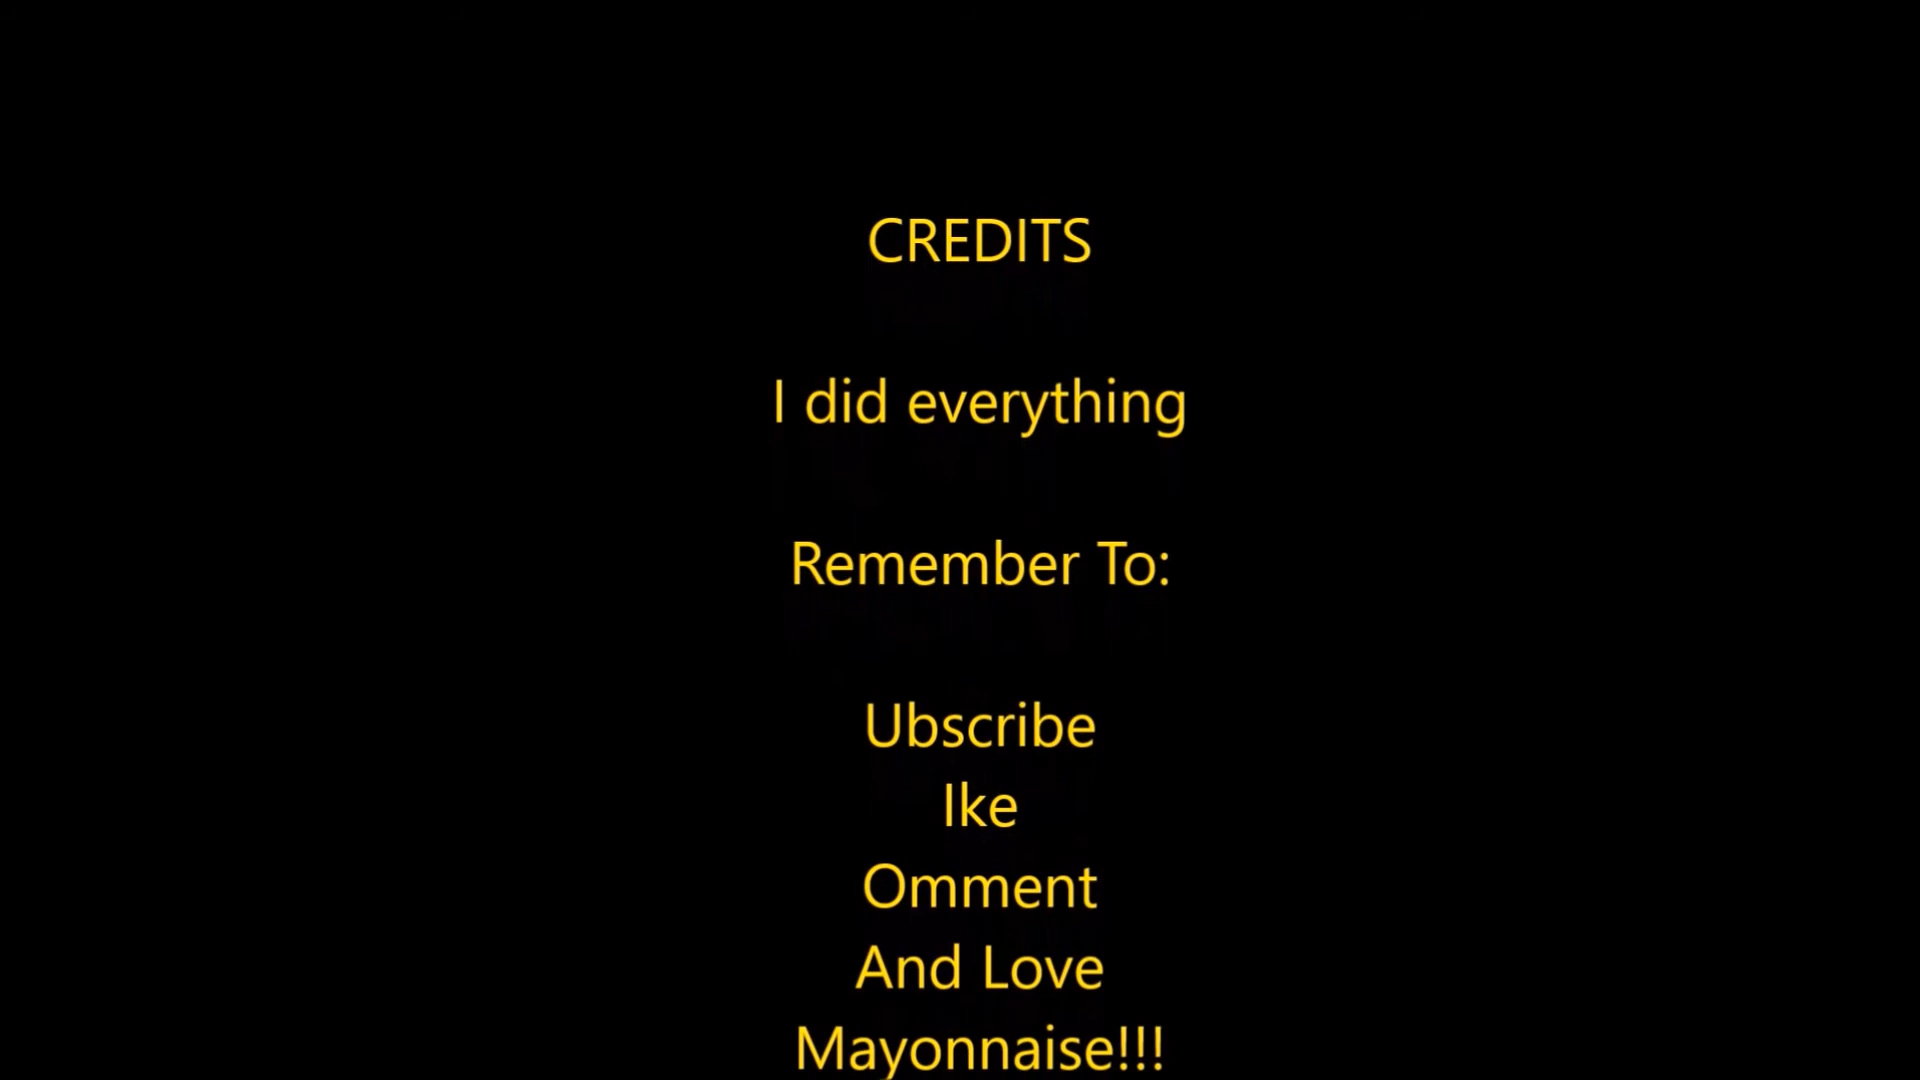 CREDITS
I did everything
Remember To:
Ubscribe
Ike
Omment
And Love
Mayonnaise!!!